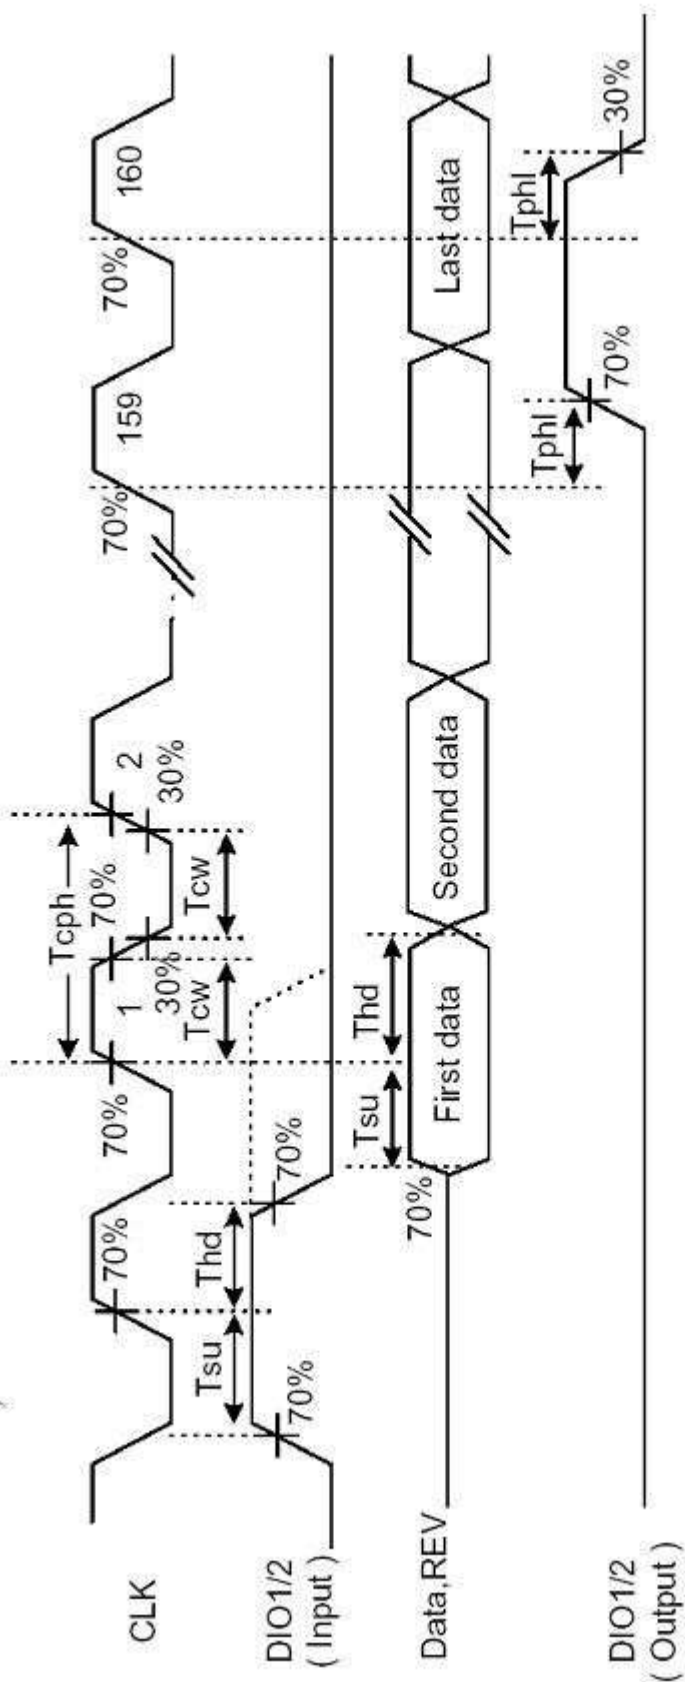 CLK
70%
70%
1
30%
Tcph
70%
2
30%
70%
159
70%
160
Tcw
Tcw
DIO1/2
( Input )
70%
Tsu
Thd
70%
Data,REV
70%
Tsu
Thd
First data
Second data
Last data
DIO1/2
( Output )
Tphl
70%
Tphl
30%